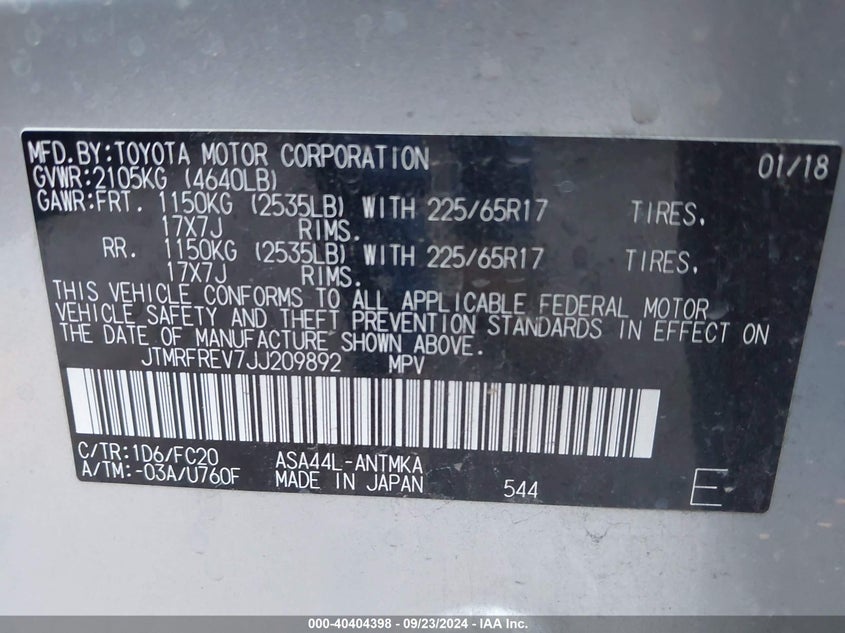 MFD.BY:TOYOTA MOTOR CORPORATION 01/18
GVWR:2105KG (4640LB)
GAWR:FRT. 1150KG (2535LB) WITH 225/65R17 TIRES,
17X7J RIMS.
RR. 1150KG (2535LB) WITH 225/65R17 TIRES,
17X7J RIMS.
THIS VEHICLE CONFORMS TO ALL APPLICABLE FEDERAL MOTOR
VEHICLE SAFETY AND THEFT PREVENTION STANDARDS IN EFFECT ON
THE DATE OF MANUFACTURE SHOWN ABOVE.
JTMRFREV7JJ209892 MPV
C/TR:1D6/FC20 ASA44L-ANTMKA
A/TM:-03A/U760F MADE IN JAPAN 544 E
000-40404398 - 09/23/2024 - IAA Inc.